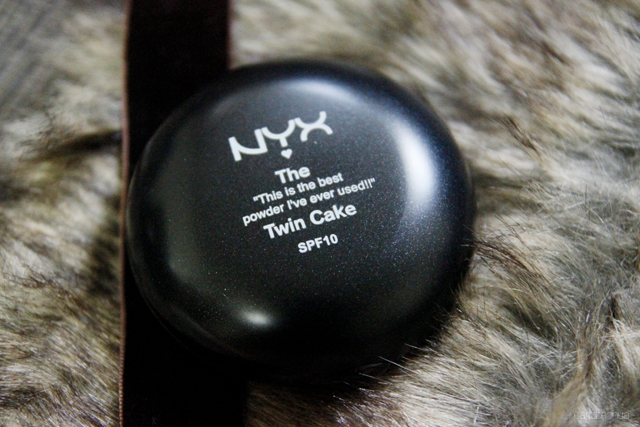 NYX
The
"This is the best
powder I've ever used!!"
Twin Cake
SPF10